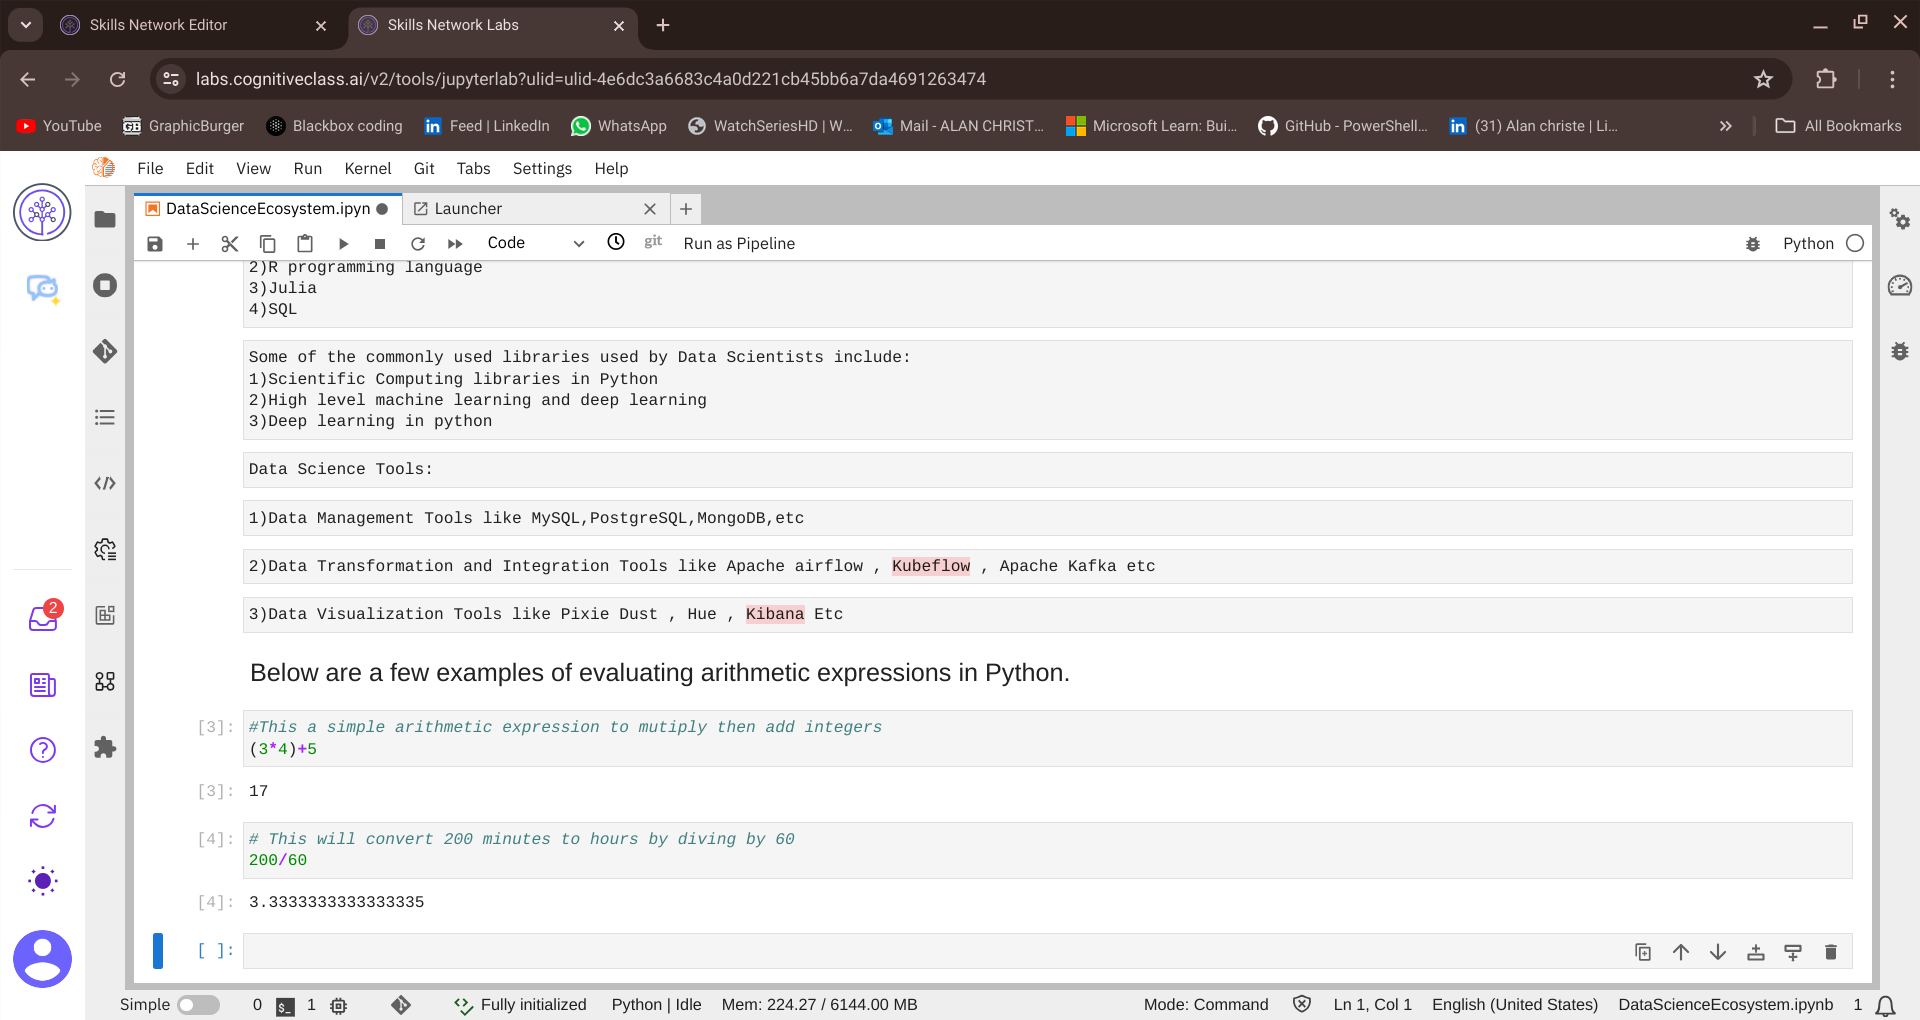 Skills Network Editor
Skills Network Labs
labs.cognitiveclass.ai/v2/tools/jupyterlab?ulid=ulid-4e6dc3a6683c4a0d221cb45bb6a7da4691263474
YouTube GraphicBurger Blackbox coding Feed | LinkedIn WhatsApp WatchSeriesHD | W... Mail - ALAN CHRIST... Microsoft Learn: Bui... GitHub - PowerShell... (31) Alan christe | Li... All Bookmarks
File Edit View Run Kernel Git Tabs Settings Help
DataScienceEcosystem.ipyn Launcher
Code git Run as Pipeline Python
2)R programming language
3)Julia
4)SQL
Some of the commonly used libraries used by Data Scientists include:
1)Scientific Computing libraries in Python
2)High level machine learning and deep learning
3)Deep learning in python
Data Science Tools:
1)Data Management Tools like MySQL,PostgreSQL,MongoDB,etc
2)Data Transformation and Integration Tools like Apache airflow , Kubeflow , Apache Kafka etc
3)Data Visualization Tools like Pixie Dust , Hue , Kibana Etc
2
Below are a few examples of evaluating arithmetic expressions in Python.
[3]: #This a simple arithmetic expression to mutiply then add integers
(3*4)+5
[3]: 17
[4]: # This will convert 200 minutes to hours by diving by 60
200/60
[4]: 3.3333333333333335
[ ]:
Simple 0 $_ 1 Fully initialized Python | Idle Mem: 224.27 / 6144.00 MB Mode: Command Ln 1, Col 1 English (United States) DataScienceEcosystem.ipynb 1